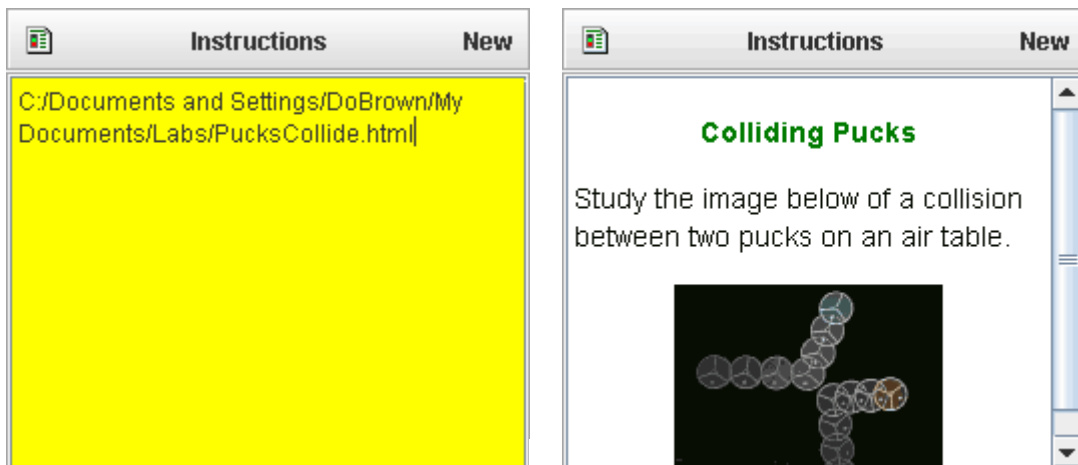 Instructions New
C:/Documents and Settings/DoBrown/My
Documents/Labs/PucksCollide.html
Instructions New
Colliding Pucks
Study the image below of a collision
between two pucks on an air table.